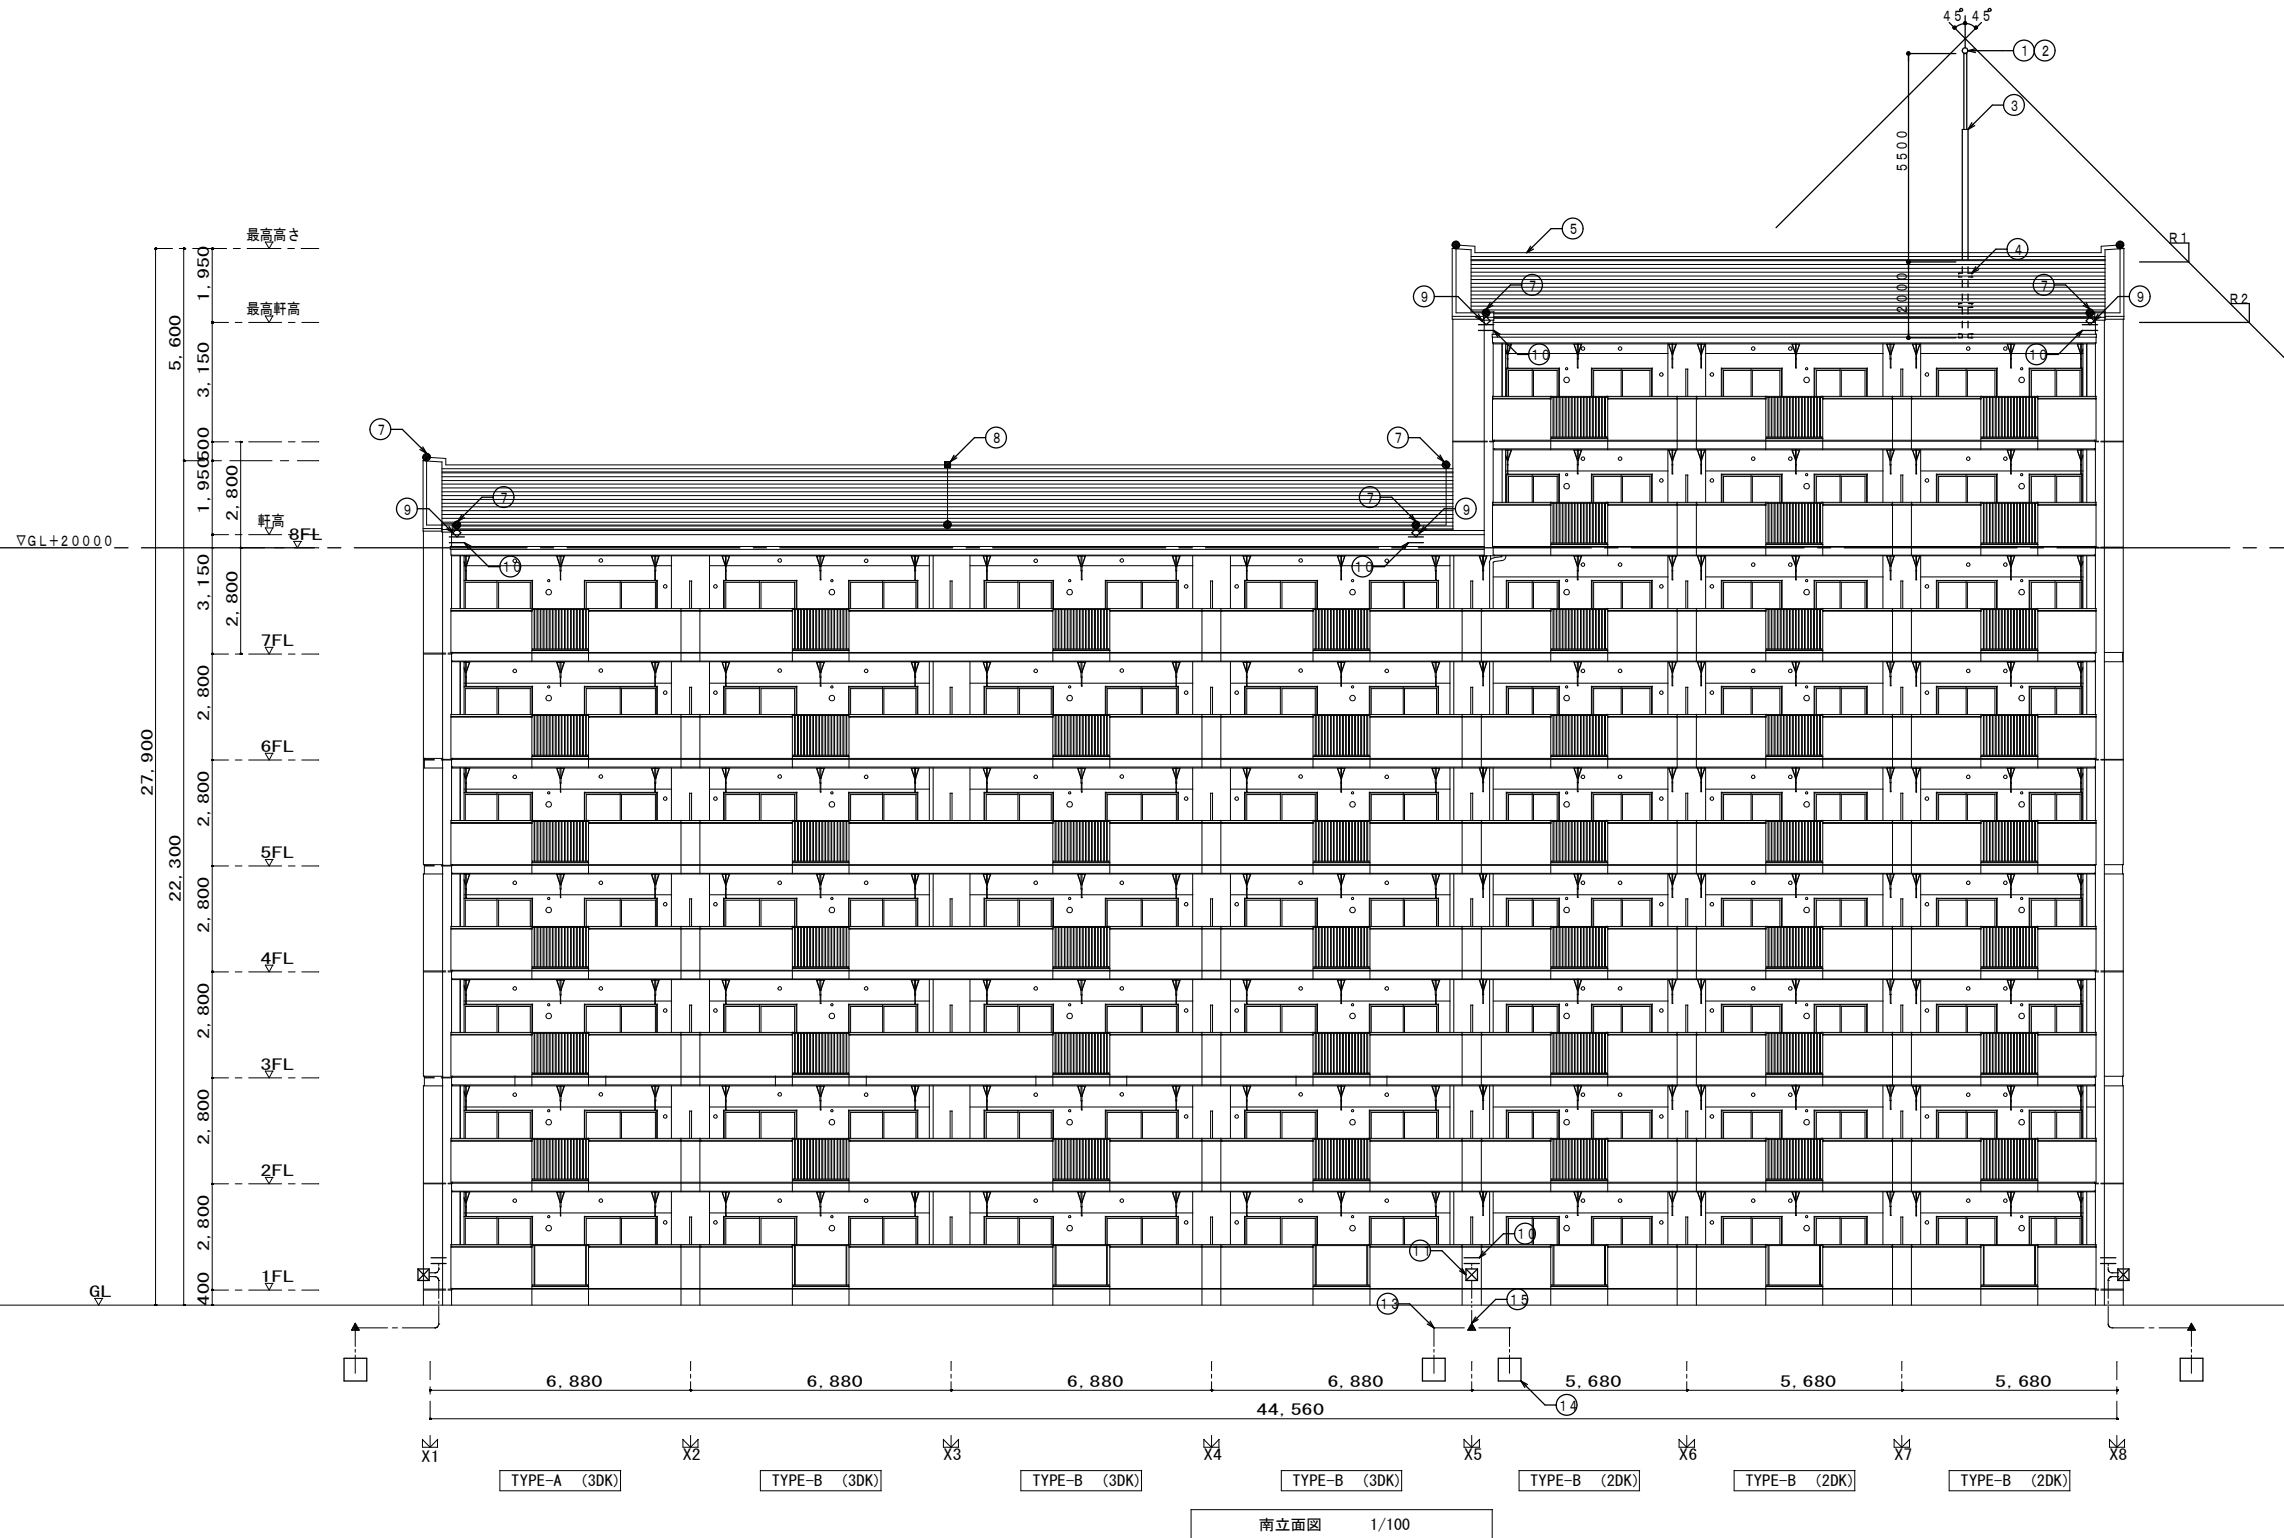 45° 45°
① ②
③
5500
⑤
R1
④
最高高さ
1,950
⑦
⑦
⑨
⑨
2000
R2
最高軒高
5,600
3,150
⑩
⑩
⑦
⑧
⑦
500
1,950
2,800
⑦
⑦
⑨
⑨
軒高
8FL
▽GL+20000
⑩
⑩
3,150
2,800
7FL
2,800
6FL
27,900
2,800
5FL
22,300
2,800
4FL
2,800
3FL
2,800
2FL
2,800
⑩
⑪
1FL
GL
400
⑬
⑮
6,880 6,880 6,880 6,880 5,680 5,680 5,680
⑭
44,560
X1 X2 X3 X4 X5 X6 X7 X8
TYPE-A (3DK) TYPE-B (3DK) TYPE-B (3DK) TYPE-B (3DK) TYPE-B (2DK) TYPE-B (2DK) TYPE-B (2DK)
南立面図 1/100